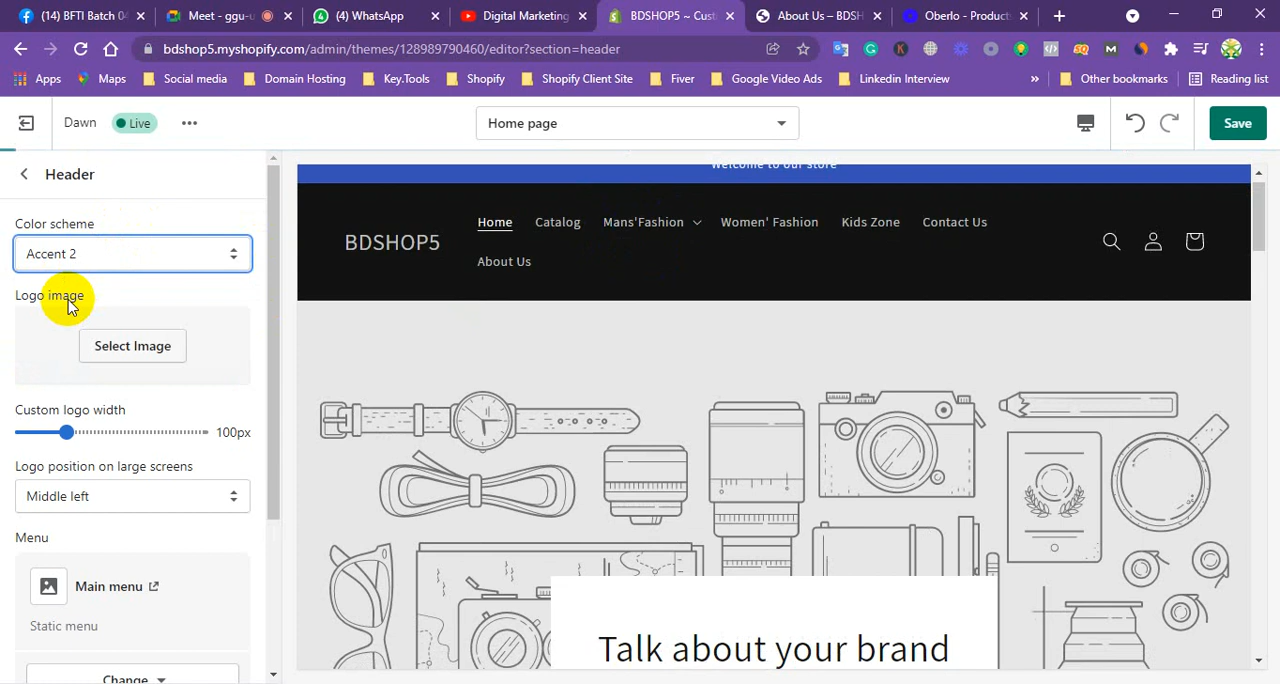 (14) BFTI Batch 04
Meet - ggu-u
(4) WhatsApp
Digital Marketing
BDSHOP5 ~ Cust
About Us – BDSH
Oberlo - Product
bdshop5.myshopify.com/admin/themes/128989790460/editor?section=header
Apps
Maps
Social media
Domain Hosting
Key.Tools
Shopify
Shopify Client Site
Fiver
Google Video Ads
Linkedin Interview
»
Other bookmarks
Reading list
Dawn
Live
Home page
Save
Header
Color scheme
Accent 2
Logo image
Select Image
Custom logo width
100px
Logo position on large screens
Middle left
Menu
Main menu
Static menu
Change
Welcome to our store
BDSHOP5
Home
Catalog
Mans'Fashion
Women' Fashion
Kids Zone
Contact Us
About Us
Talk about your brand